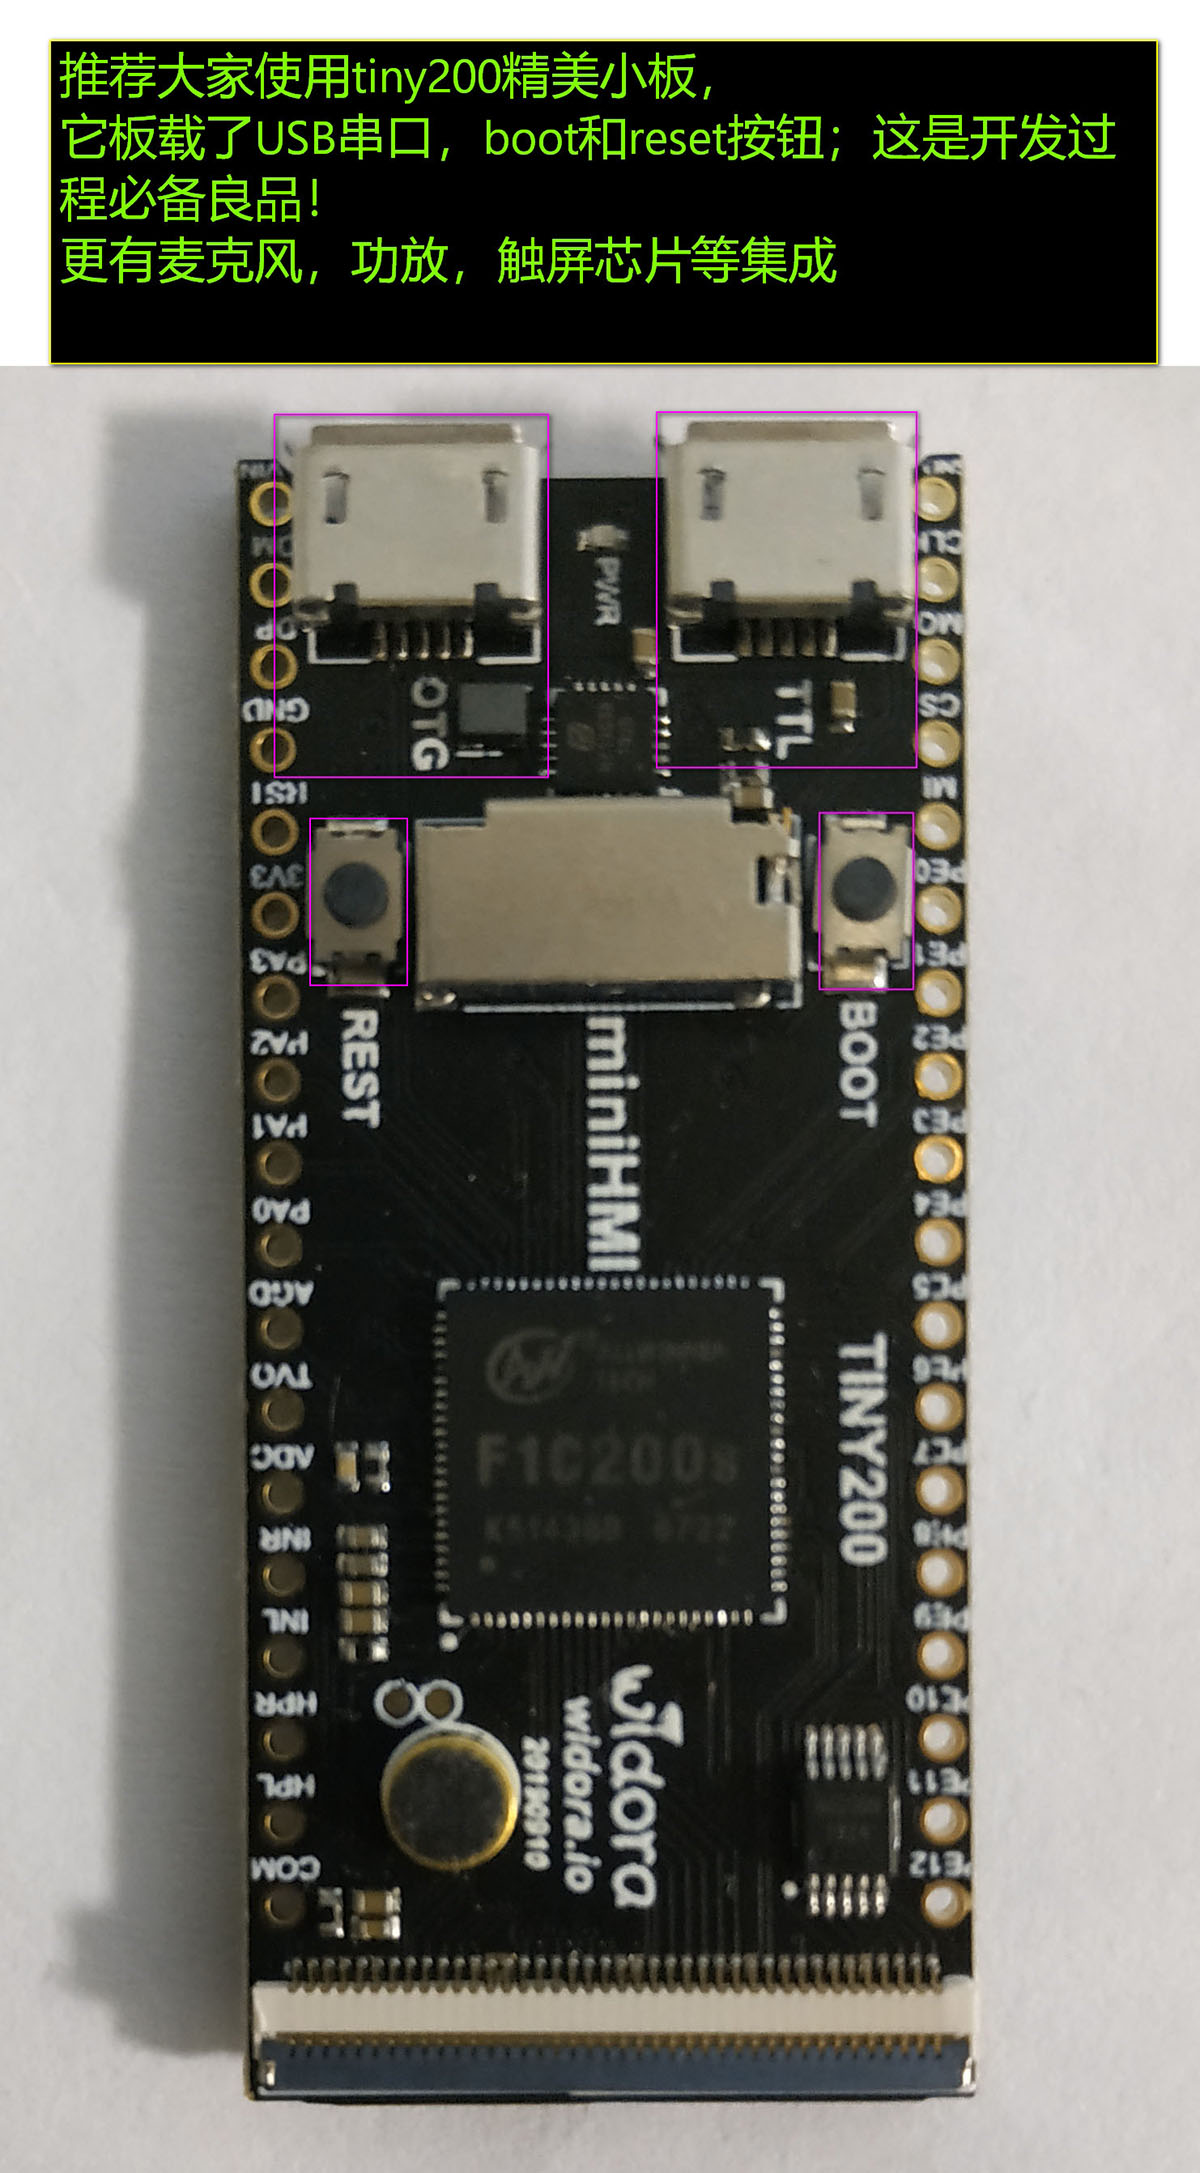 推荐大家使用tiny200精美小板，
它板载了USB串口，boot和reset按钮；这是开发过
程必备良品！
更有麦克风，功放，触屏芯片等集成
PWR
OTG
TTL
GND
CS
MI
3V3
PE0
PA3
PE1
REST
BOOT
miniHMI
PA2
PE2
PA1
PE3
PA0
PE4
AGD
TVO
ADC
F1C200s
TINY200
INR
INL
PE9
HPR
PE10
HPL
PE11
COM
PE12
widora
widora.io